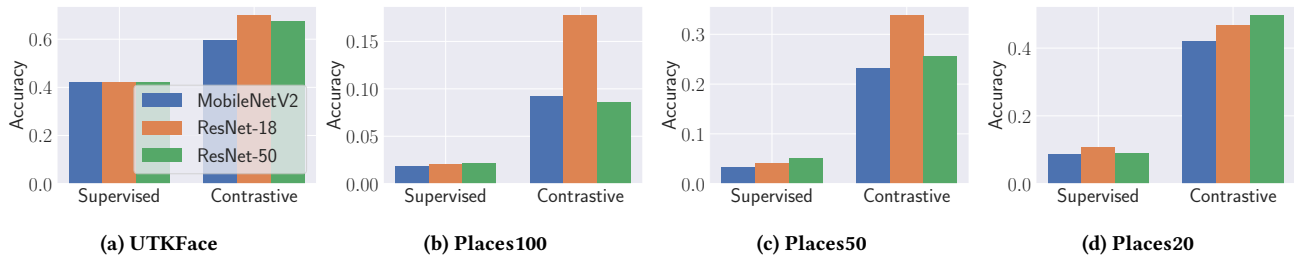 Accuracy
0.6
0.4
0.2
0.0
MobileNetV2
ResNet-18
ResNet-50
Supervised Contrastive
(a) UTKFace
Accuracy
0.15
0.10
0.05
0.00
Supervised Contrastive
(b) Places100
Accuracy
0.3
0.2
0.1
0.0
Supervised Contrastive
(c) Places50
Accuracy
0.4
0.2
0.0
Supervised Contrastive
(d) Places20